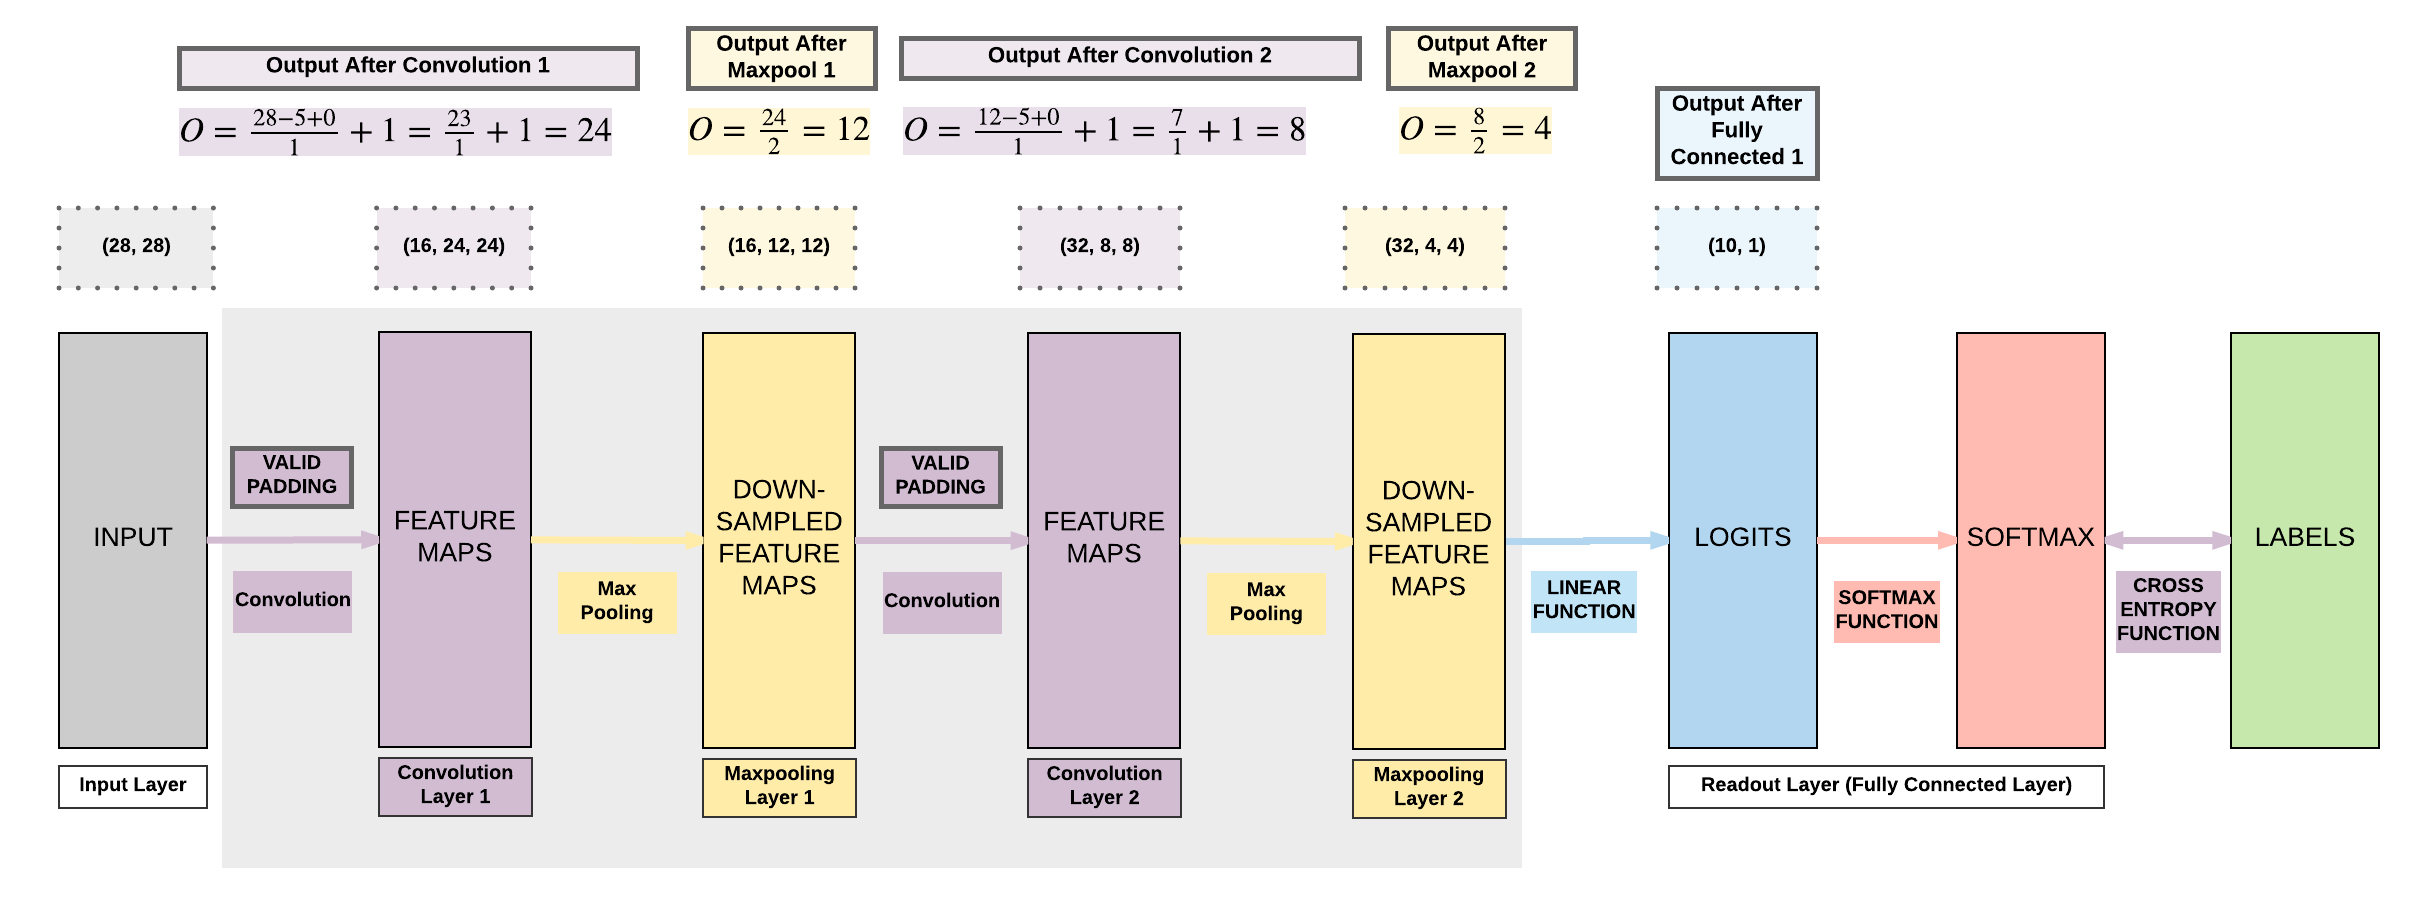 Output After Convolution 1
Output After
Maxpool 1
Output After Convolution 2
Output After
Maxpool 2
Output After
Fully
Connected 1
O = \frac{28−5+0}{1} + 1 = \frac{23}{1} + 1 = 24
O = \frac{24}{2} = 12
O = \frac{12−5+0}{1} + 1 = \frac{7}{1} + 1 = 8
O = \frac{8}{2} = 4
(28, 28)
(16, 24, 24)
(16, 12, 12)
(32, 8, 8)
(32, 4, 4)
(10, 1)
INPUT
VALID
PADDING
Convolution
FEATURE
MAPS
Max
Pooling
DOWN-
SAMPLED
FEATURE
MAPS
VALID
PADDING
Convolution
FEATURE
MAPS
Max
Pooling
DOWN-
SAMPLED
FEATURE
MAPS
LINEAR
FUNCTION
LOGITS
SOFTMAX
FUNCTION
SOFTMAX
CROSS
ENTROPY
FUNCTION
LABELS
Input Layer
Convolution
Layer 1
Maxpooling
Layer 1
Convolution
Layer 2
Maxpooling
Layer 2
Readout Layer (Fully Connected Layer)